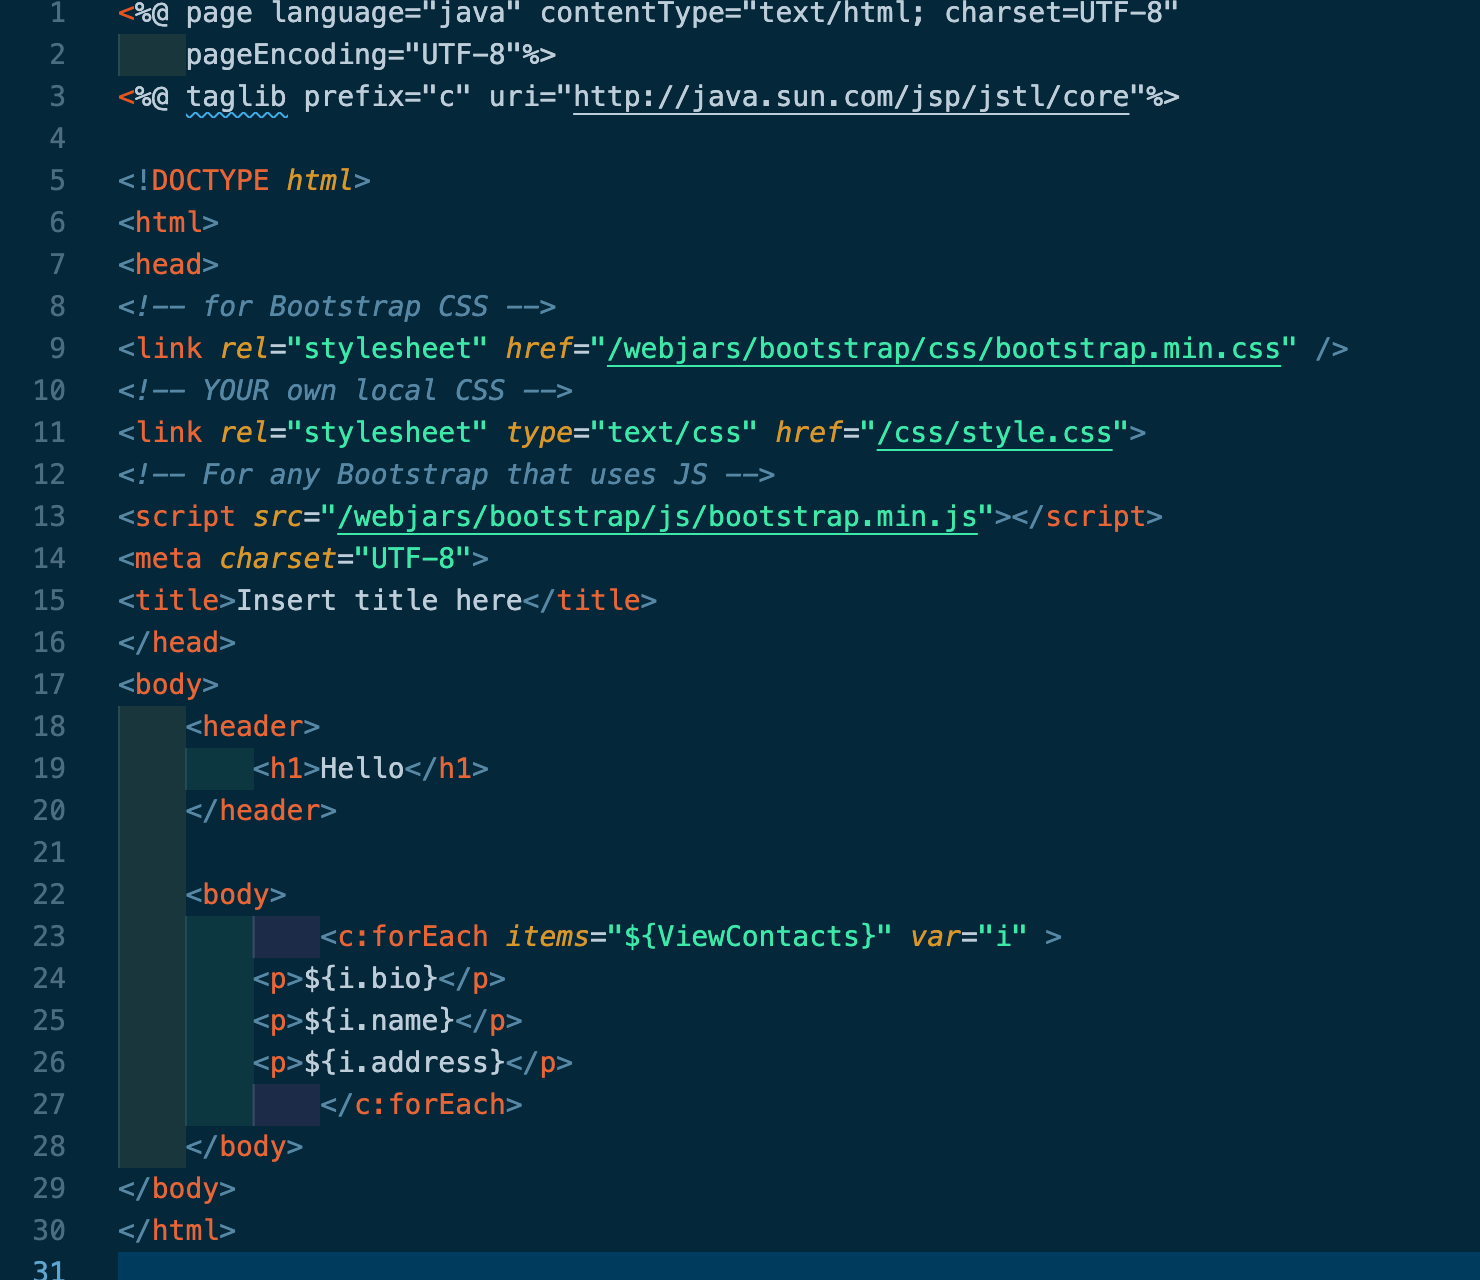 1 <%@ page language="java" contentType="text/html; charset=UTF-8"
2     pageEncoding="UTF-8"%>
3 <%@ taglib prefix="c" uri="http://java.sun.com/jsp/jstl/core"%>
4
5 <!DOCTYPE html>
6 <html>
7 <head>
8 <!-- for Bootstrap CSS -->
9 <link rel="stylesheet" href="/webjars/bootstrap/css/bootstrap.min.css" />
10 <!-- YOUR own local CSS -->
11 <link rel="stylesheet" type="text/css" href="/css/style.css">
12 <!-- For any Bootstrap that uses JS -->
13 <script src="/webjars/bootstrap/js/bootstrap.min.js"></script>
14 <meta charset="UTF-8">
15 <title>Insert title here</title>
16 </head>
17 <body>
18     <header>
19         <h1>Hello</h1>
20     </header>
21
22     <body>
23             <c:forEach items="${ViewContacts}" var="i" >
24         <p>${i.bio}</p>
25         <p>${i.name}</p>
26         <p>${i.address}</p>
27             </c:forEach>
28     </body>
29 </body>
30 </html>
31